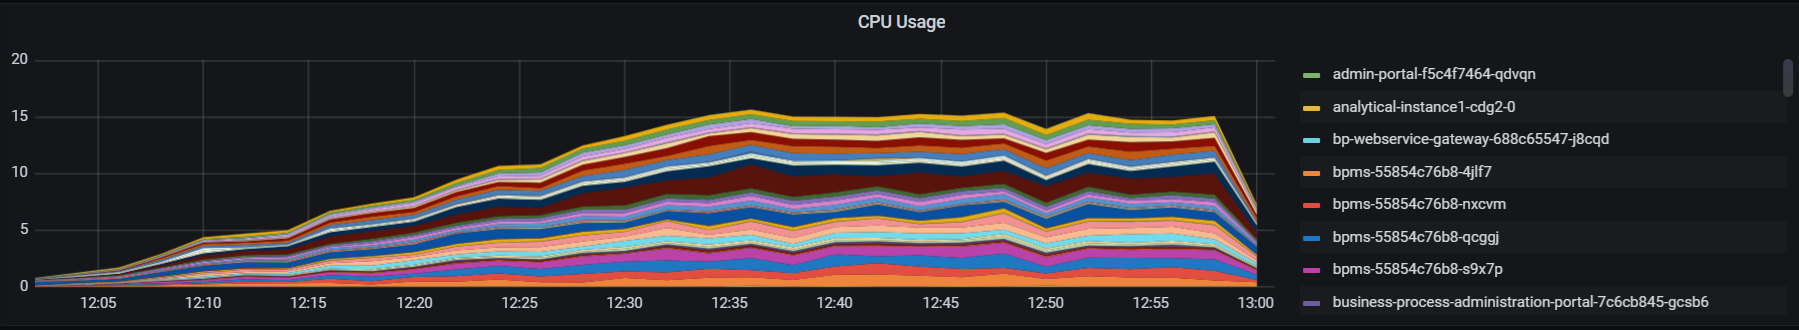 CPU Usage
20
15
10
5
0
12:05 12:10 12:15 12:20 12:25 12:30 12:35 12:40 12:45 12:50 12:55 13:00
admin-portal-f5c4f7464-qdvqn
analytical-instance1-cdg2-0
bp-webservice-gateway-688c65547-j8cqd
bpms-55854c76b8-4jlf7
bpms-55854c76b8-nxcvm
bpms-55854c76b8-qcggj
bpms-55854c76b8-s9x7p
business-process-administration-portal-7c6cb845-gcsb6